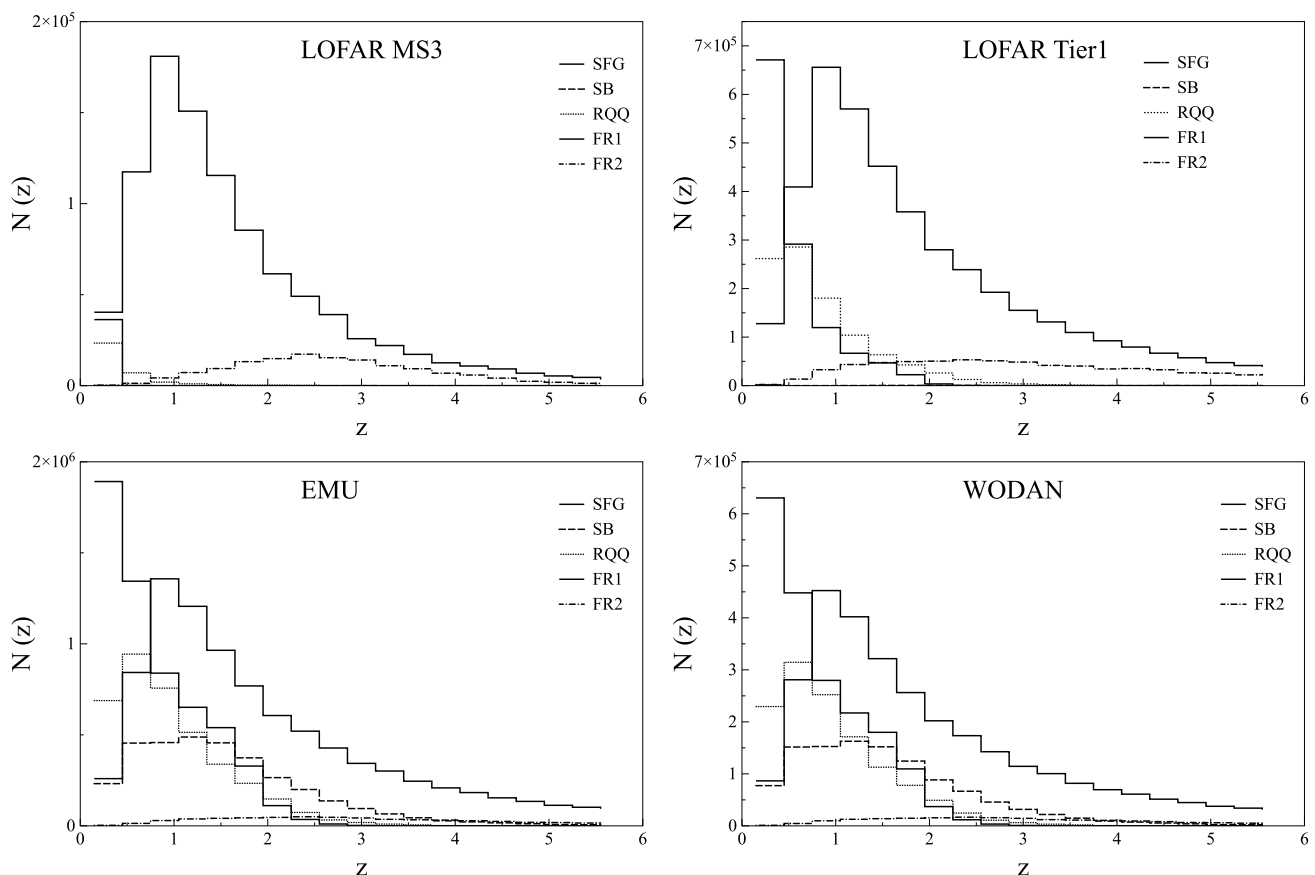 2×10⁵
LOFAR MS3
SFG
SB
RQQ
FR1
FR2
N (z)
1
0
0 1 2 3 4 5 6
z
7×10⁵
LOFAR Tier1
SFG
SB
RQQ
FR1
FR2
6
5
4
N (z)
3
2
1
0
0 1 2 3 4 5 6
z
2×10⁶
EMU
SFG
SB
RQQ
FR1
FR2
N (z)
1
0
0 1 2 3 4 5 6
z
7×10⁵
WODAN
SFG
SB
RQQ
FR1
FR2
6
5
4
N (z)
3
2
1
0
0 1 2 3 4 5 6
z